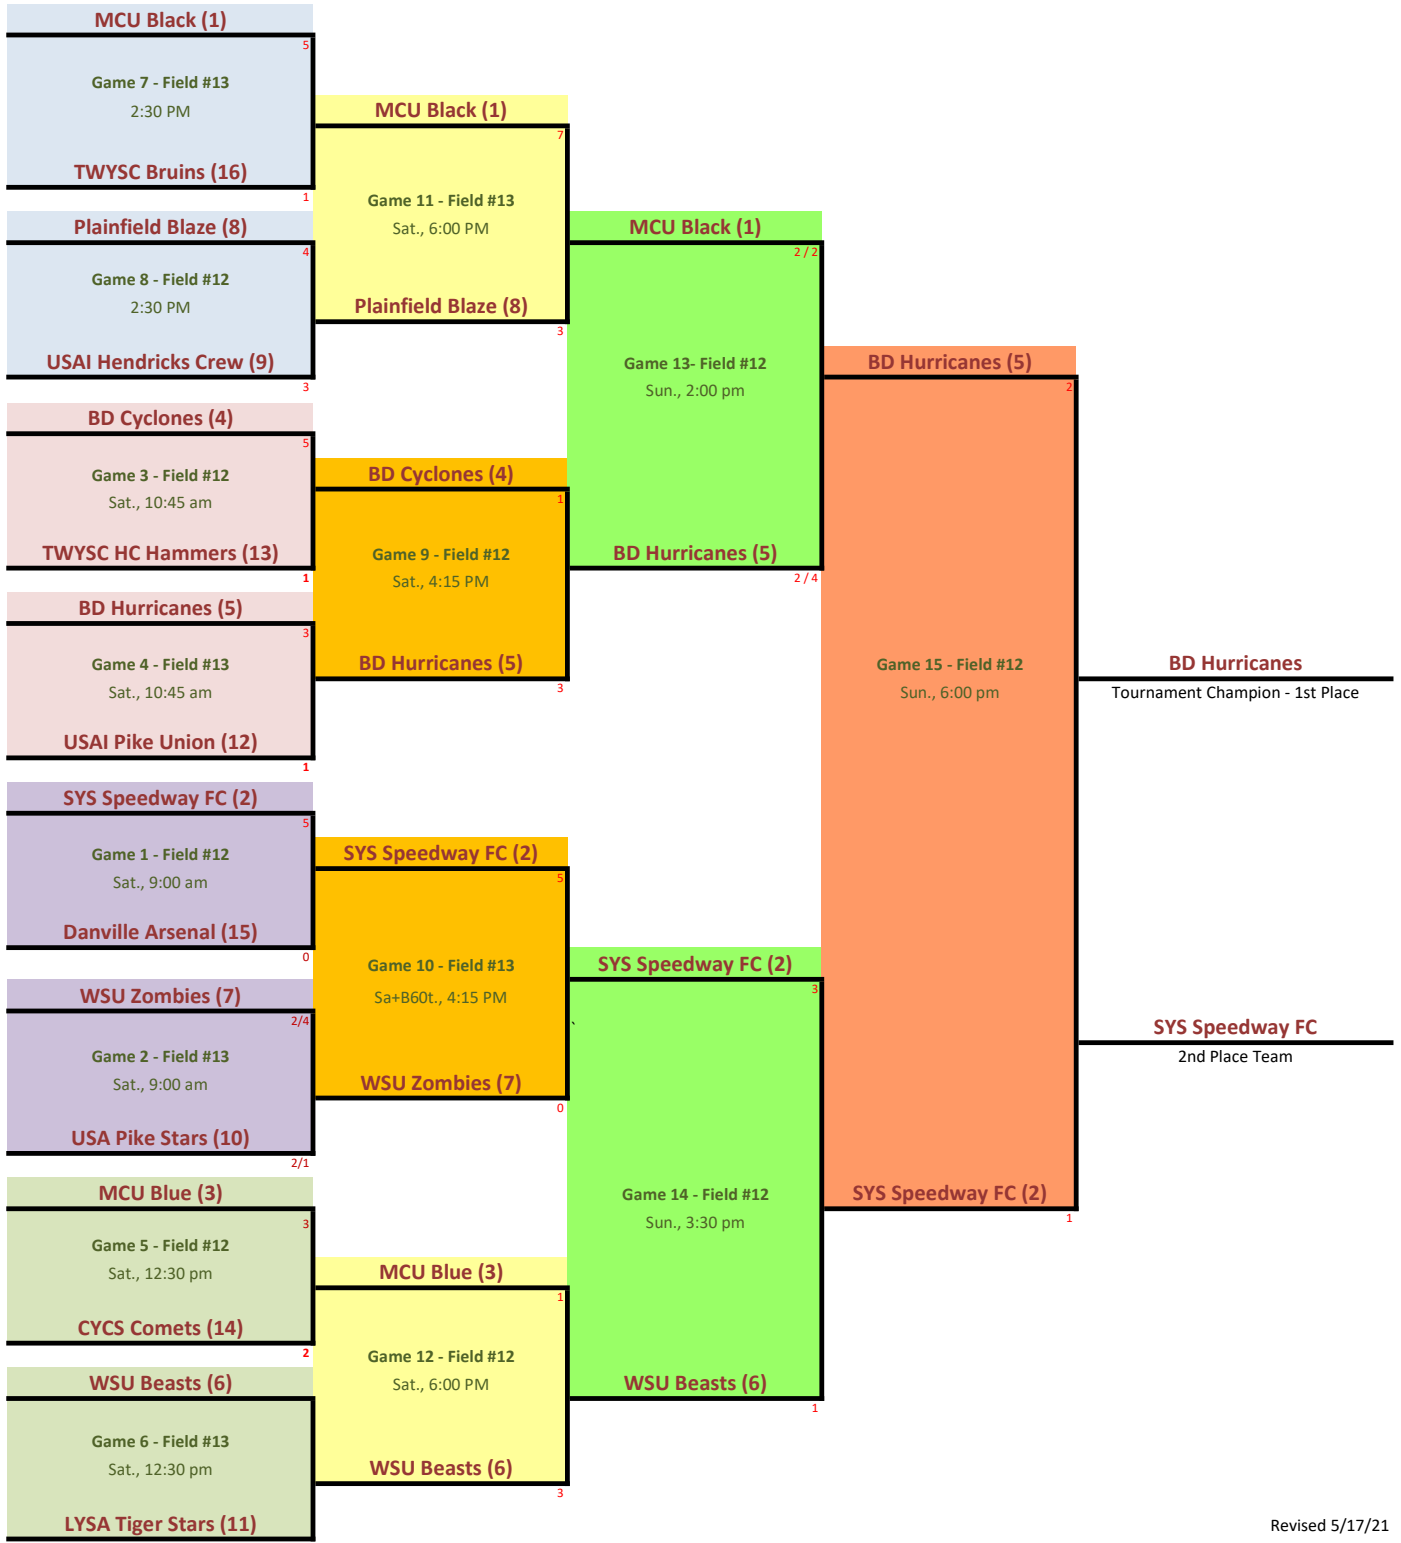 MCU Black (1)
5
Game 7 - Field #13
2:30 PM
TWYSC Bruins (16)
1
Plainfield Blaze (8)
4
Game 8 - Field #12
2:30 PM
USAI Hendricks Crew (9)
3
BD Cyclones (4)
5
Game 3 - Field #12
Sat., 10:45 am
TWYSC HC Hammers (13)
1
BD Hurricanes (5)
3
Game 4 - Field #13
Sat., 10:45 am
USAI Pike Union (12)
1
SYS Speedway FC (2)
5
Game 1 - Field #12
Sat., 9:00 am
Danville Arsenal (15)
0
WSU Zombies (7)
2/4
Game 2 - Field #13
Sat., 9:00 am
USA Pike Stars (10)
2/1
MCU Blue (3)
3
Game 5 - Field #12
Sat., 12:30 pm
CYCS Comets (14)
2
WSU Beasts (6)
Game 6 - Field #13
Sat., 12:30 pm
LYSA Tiger Stars (11)
MCU Black (1)
7
Game 11 - Field #13
Sat., 6:00 PM
Plainfield Blaze (8)
3
BD Cyclones (4)
1
Game 9 - Field #12
Sat., 4:15 PM
BD Hurricanes (5)
3
SYS Speedway FC (2)
5
Game 10 - Field #13
Sa+B60t., 4:15 PM
WSU Zombies (7)
0
MCU Blue (3)
1
Game 12 - Field #12
Sat., 6:00 PM
WSU Beasts (6)
3
MCU Black (1)
2 / 2
Game 13- Field #12
Sun., 2:00 pm
BD Hurricanes (5)
2 / 4
SYS Speedway FC (2)
3
`
Game 14 - Field #12
Sun., 3:30 pm
WSU Beasts (6)
1
BD Hurricanes (5)
2
Game 15 - Field #12
Sun., 6:00 pm
SYS Speedway FC (2)
1
BD Hurricanes
Tournament Champion - 1st Place
SYS Speedway FC
2nd Place Team
Revised 5/17/21